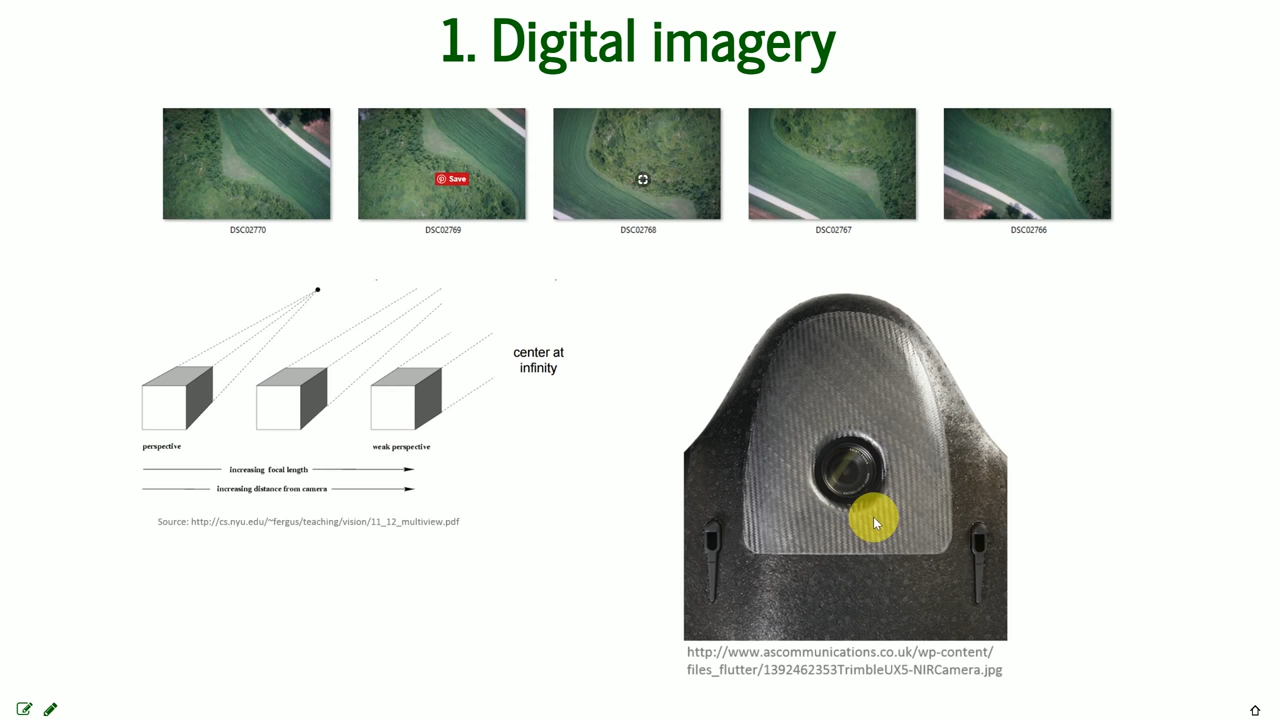 1. Digital imagery
Save
DSC02770
DSC02769
DSC02768
DSC02767
DSC02766
center at
infinity
perspective
weak perspective
increasing focal length
increasing distance from camera
Source: http://cs.nyu.edu/~fergus/teaching/vision/11_12_multiview.pdf
http://www.ascommunications.co.uk/wp-content/
files_flutter/1392462353TrimbleUX5-NIRCamera.jpg